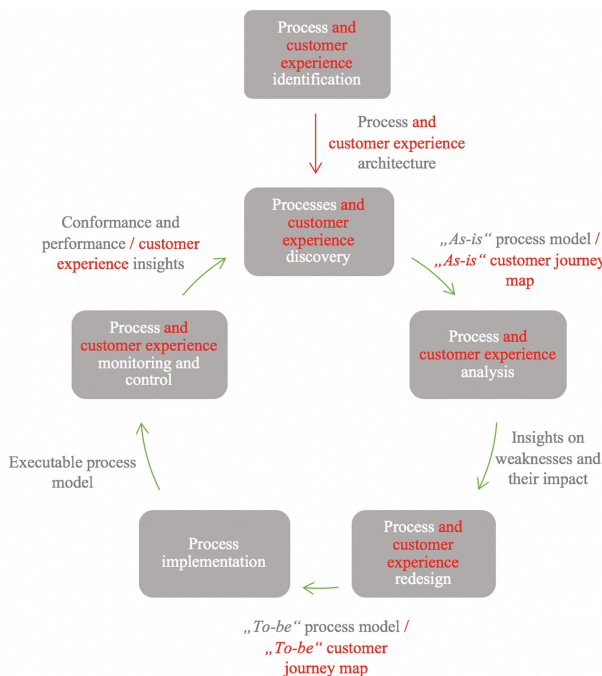 Process and
customer
experience
identification
Process and
customer experience
architecture
Processes and
customer
experience
discovery
Conformance and
performance / customer
experience insights
„As-is“ process model /
„As-is“ customer journey
map
Process and
customer experience
monitoring and
control
Process and
customer experience
analysis
Insights on
weaknesses and
their impact
Executable process
model
Process
implementation
Process and
customer
experience
redesign
„To-be“ process model /
„To-be“ customer
journey map